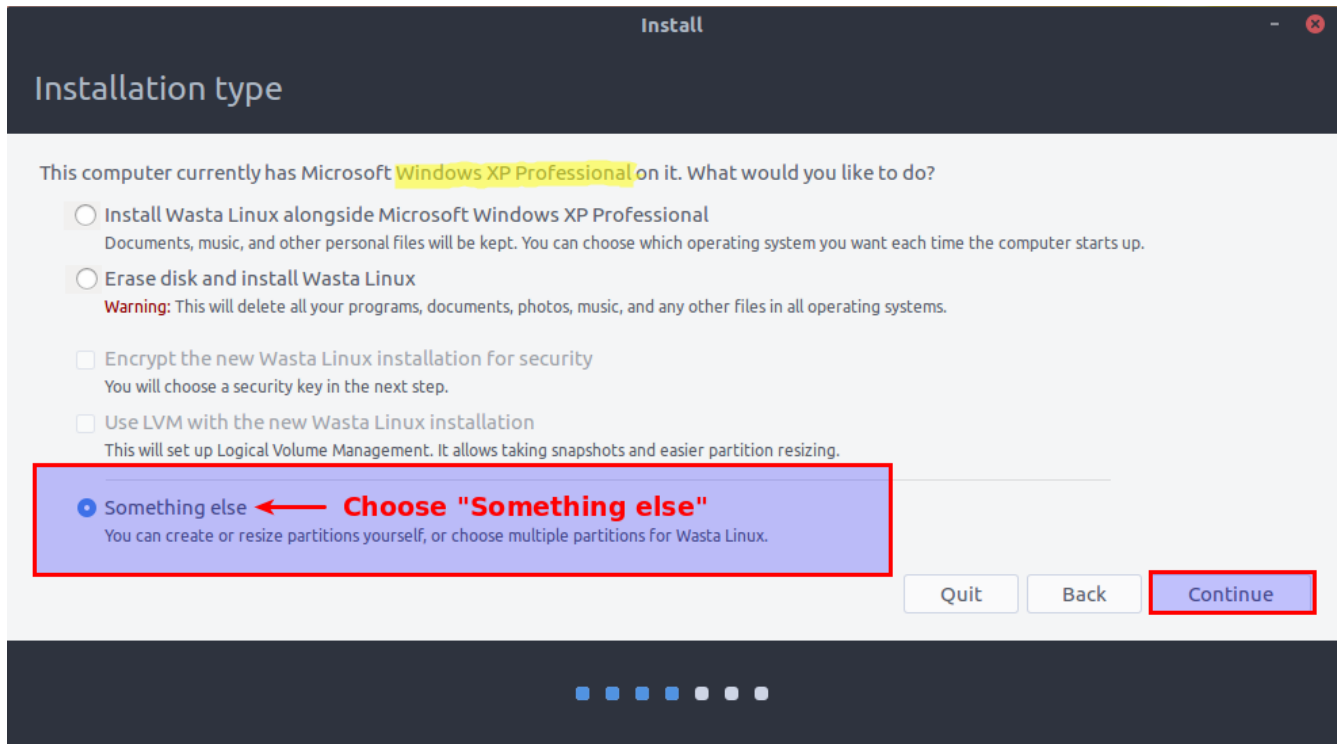 Install
Installation type
This computer currently has Microsoft Windows XP Professional on it. What would you like to do?
Install Wasta Linux alongside Microsoft Windows XP Professional
Documents, music, and other personal files will be kept. You can choose which operating system you want each time the computer starts up.
Erase disk and install Wasta Linux
Warning: This will delete all your programs, documents, photos, music, and any other files in all operating systems.
Encrypt the new Wasta Linux installation for security
You will choose a security key in the next step.
Use LVM with the new Wasta Linux installation
This will set up Logical Volume Management. It allows taking snapshots and easier partition resizing.
Something else Choose "Something else"
You can create or resize partitions yourself, or choose multiple partitions for Wasta Linux.
Quit Back Continue